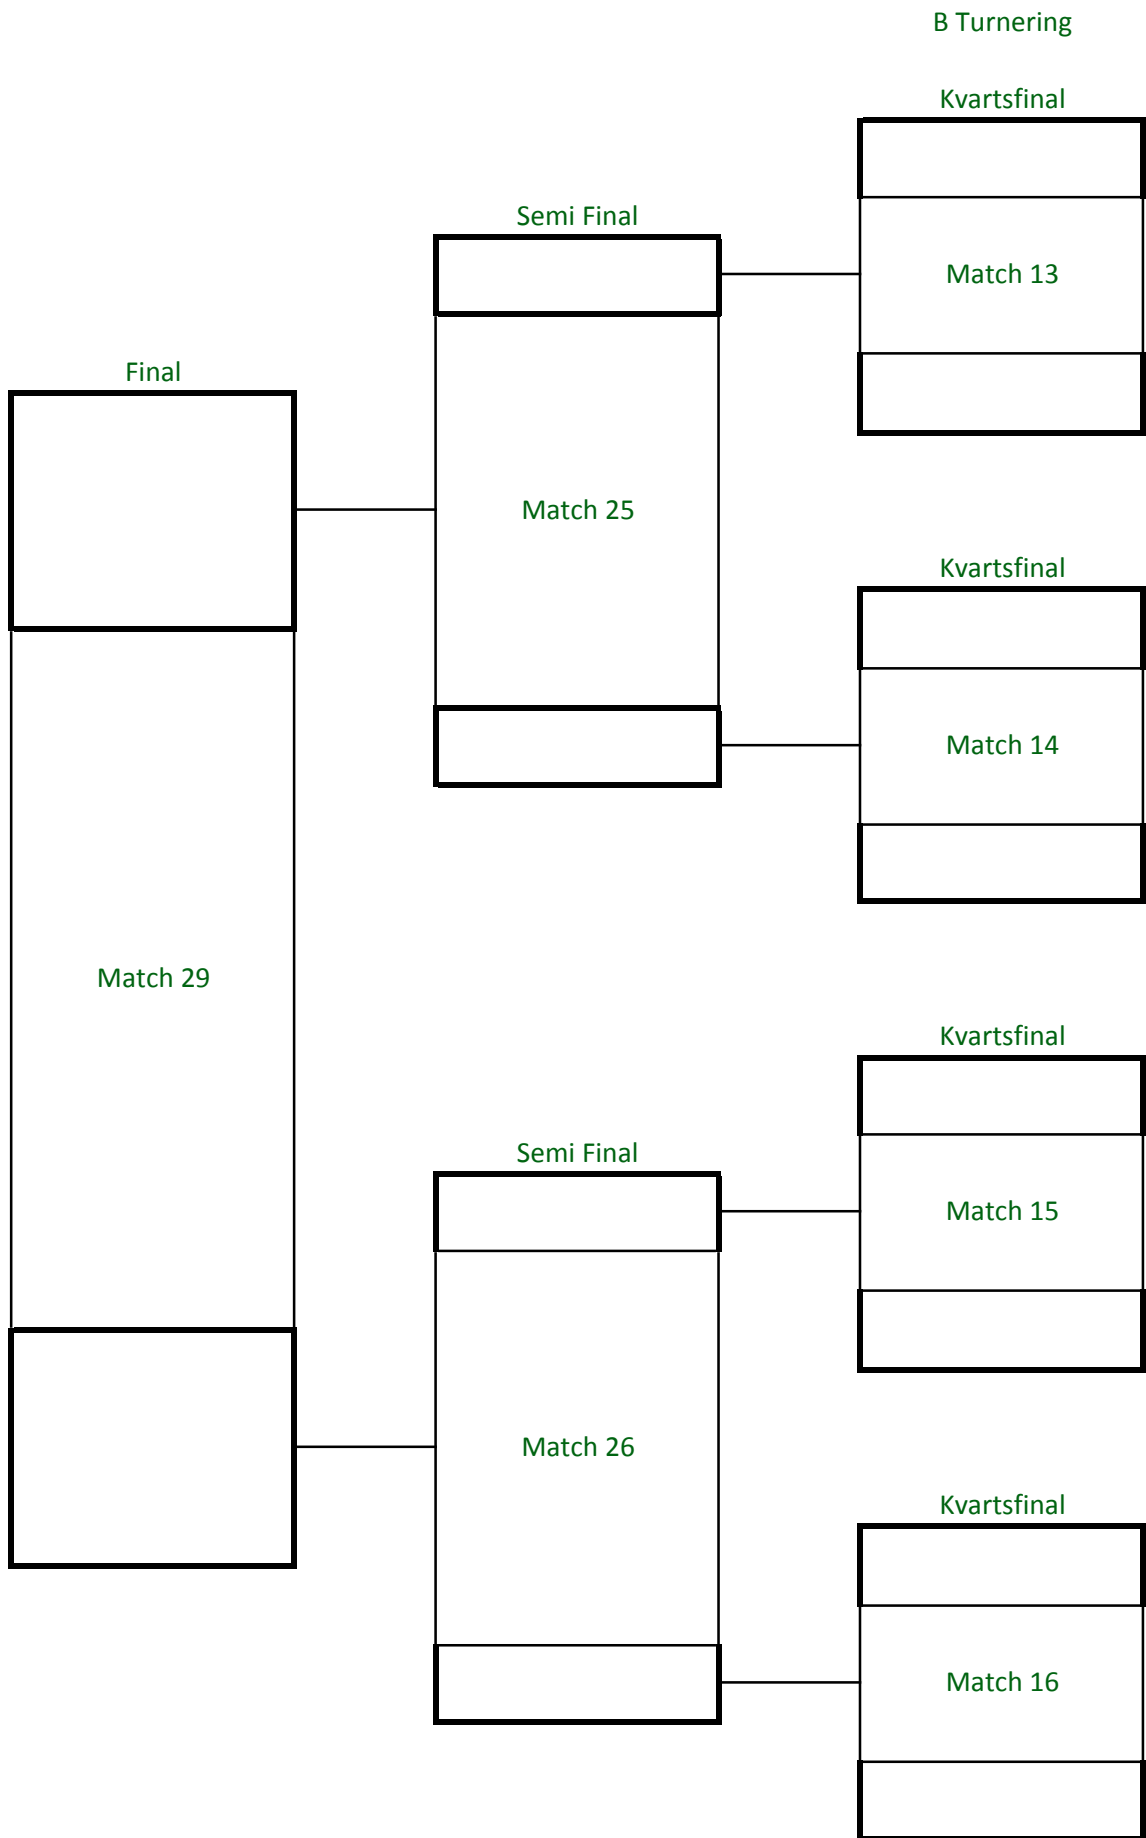 B Turnering
Kvartsfinal
Semi Final
Match 13
Final
Match 25
Kvartsfinal
Match 14
Match 29
Kvartsfinal
Semi Final
Match 15
Match 26
Kvartsfinal
Match 16